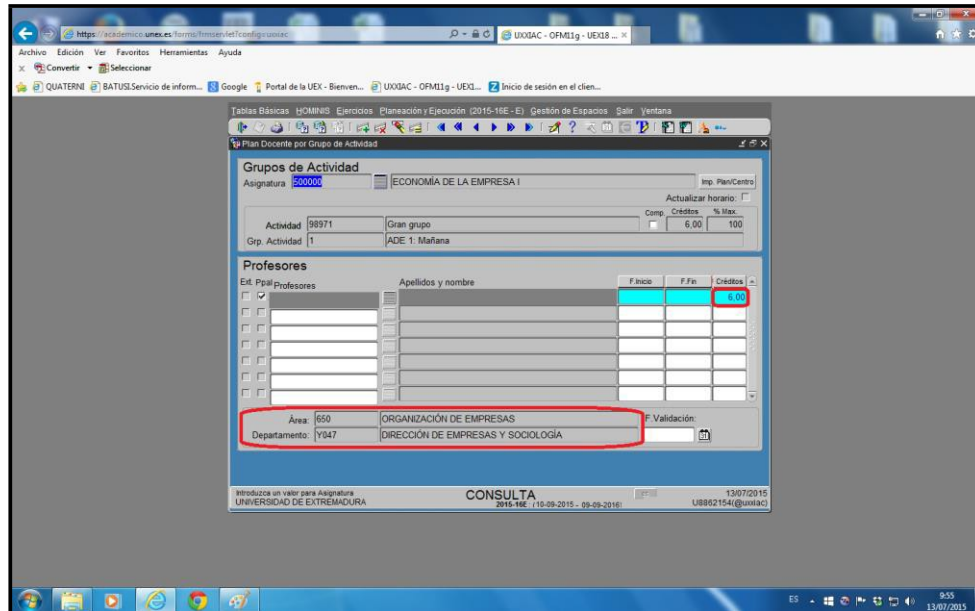 https://academico.unex.es/forms/frmservlet?config=uxxiac
UXXIAC - OFM11g - UEX18 ...
Archivo Edición Ver Favoritos Herramientas Ayuda
Convertir Seleccionar
QUATERNI BATUSI.Servicio de inform... Google Portal de la UEX - Bienven... UXXIAC - OFM11g - UEX1... Inicio de sesión en el clien...
Tablas Básicas HOMINIS Ejercicios Planeación y Ejecución (2015-16E - E) Gestión de Espacios Salir Ventana
Plan Docente por Grupo de Actividad
Grupos de Actividad
Asignatura 500000 ECONOMÍA DE LA EMPRESA I Imp. Plan/Centro
Actualizar horario:
Comp. Créditos % Max.
Actividad 98971 Gran grupo 6,00 100
Grp. Actividad 1 ADE 1: Mañana
Profesores
Ext. Ppal Profesores Apellidos y nombre F.Inicio F.Fin Créditos
6,00
Área: 650 ORGANIZACIÓN DE EMPRESAS F.Validación:
Departamento: Y047 DIRECCIÓN DE EMPRESAS Y SOCIOLOGÍA 31
Introduzca un valor para Asignatura
UNIVERSIDAD DE EXTREMADURA CONSULTA 13/07/2015
2015-16E : (10-09-2015 - 09-09-2016) U8862154(@uxxiac)
ES 9:55
13/07/2015